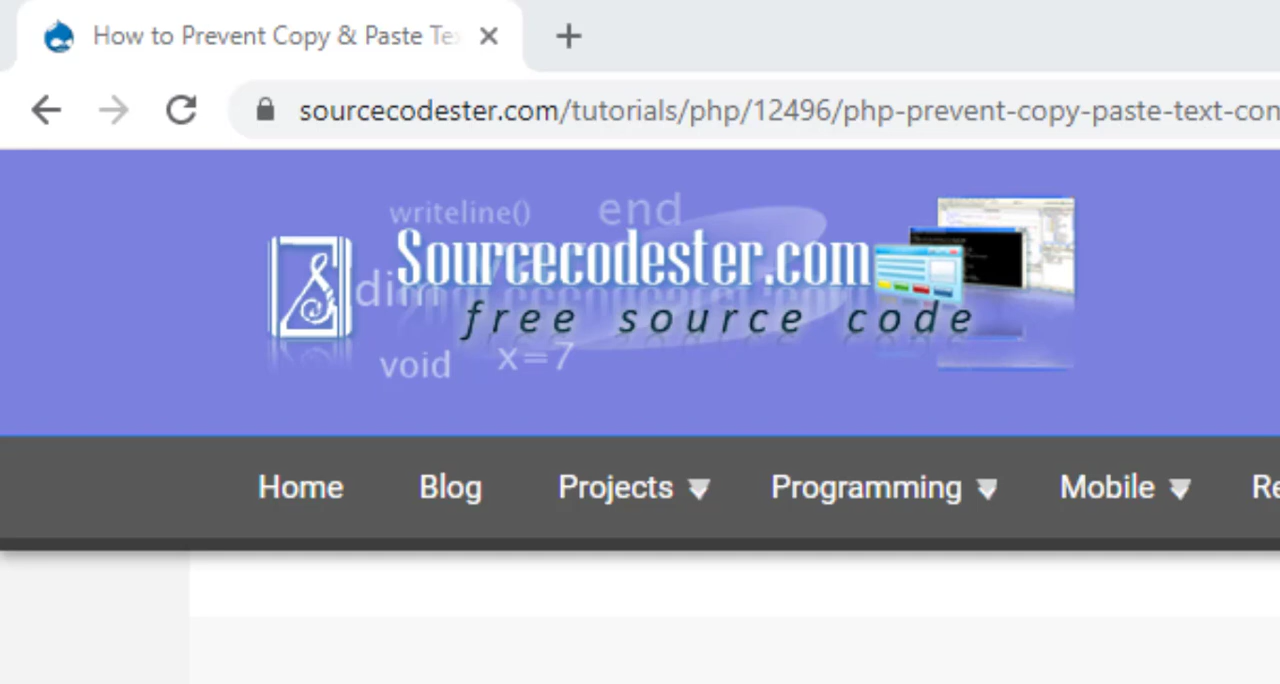 How to Prevent Copy & Paste Te
sourcecodester.com/tutorials/php/12496/php-prevent-copy-paste-text-con
writeline() end
Sourcecodester.com
dim
free source code
void x=7
Home Blog Projects Programming Mobile Re